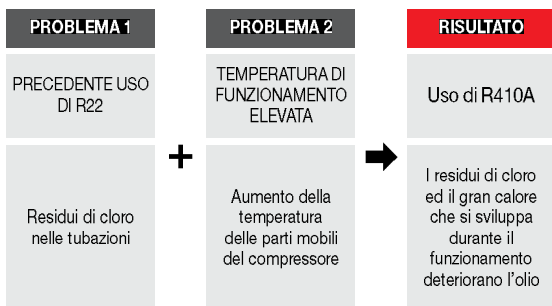 PROBLEMA 1
PRECEDENTE USO
DI R22
Residui di cloro
nelle tubazioni
+
PROBLEMA 2
TEMPERATURA DI
FUNZIONAMENTO
ELEVATA
Aumento della
temperatura
delle parti mobili
del compressore
RISULTATO
Uso di R410A
I residui di cloro
ed il gran calore
che si sviluppa
durante il
funzionamento
deteriorano l'olio